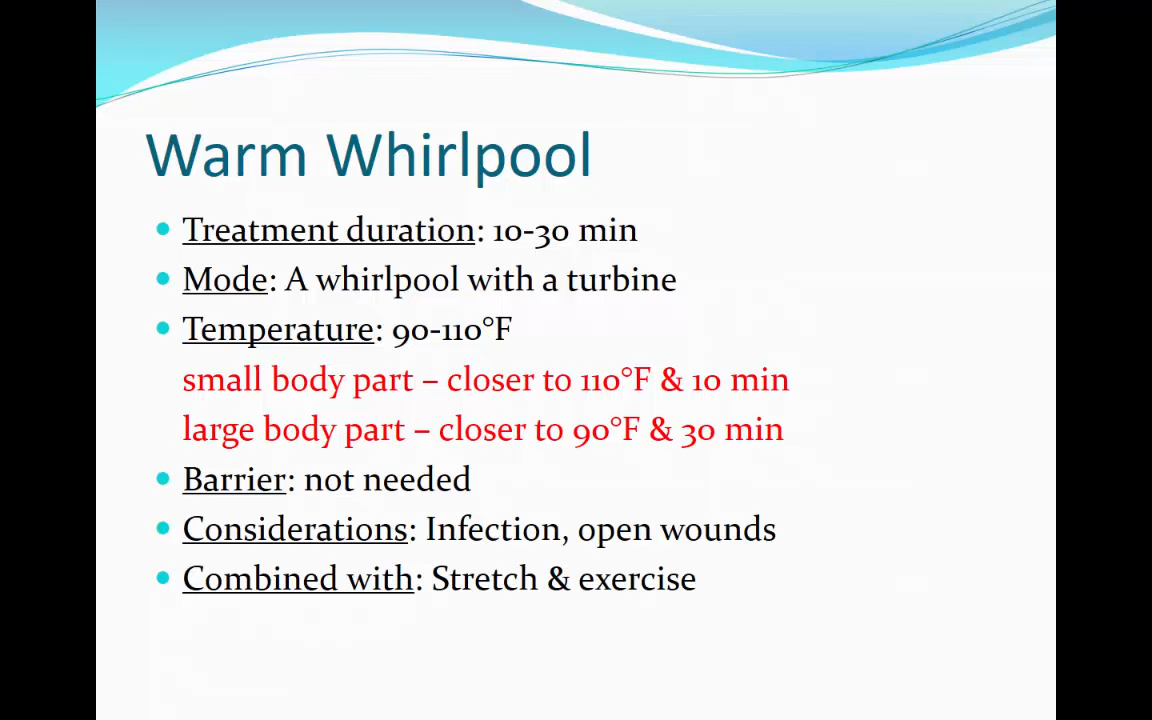 Warm Whirlpool
• Treatment duration: 10-30 min
• Mode: A whirlpool with a turbine
• Temperature: 90-110°F
small body part – closer to 110°F & 10 min
large body part – closer to 90°F & 30 min
• Barrier: not needed
• Considerations: Infection, open wounds
• Combined with: Stretch & exercise